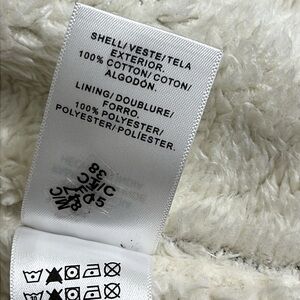 SHELL/ VESTE/ TELA
EXTERIOR.
100% COTTON/ COTON/
ALGODÓN.
LINING/ DOUBLURE/
FORRO.
100% POLYESTER/
POLYESTER/ POLIÉSTER.